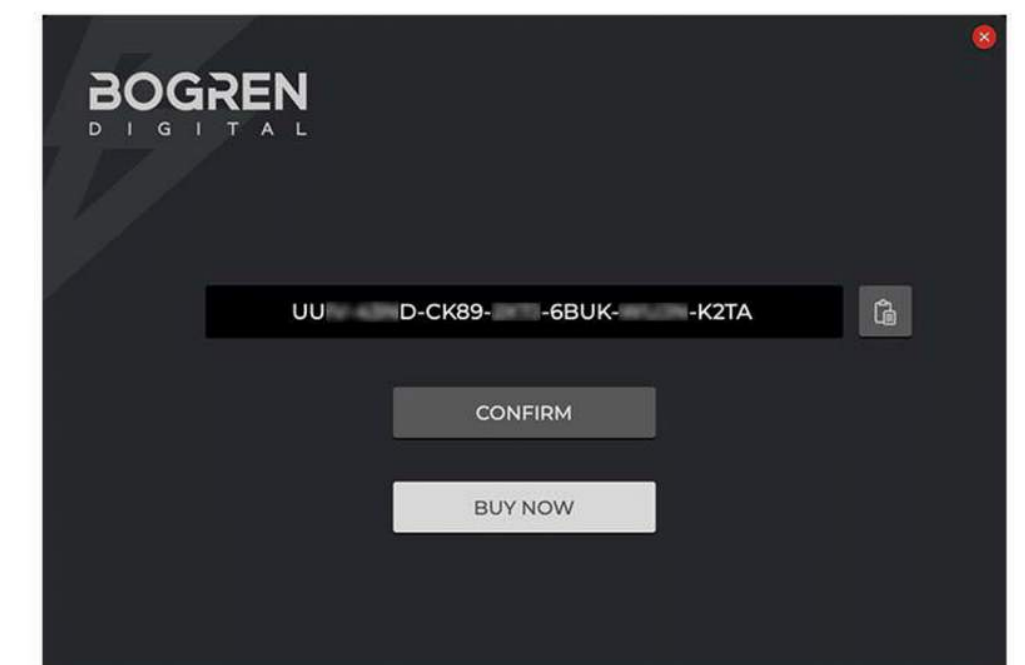 BOGREN
DIGITAL
UU D-CK89- -6BUK- -K2TA
CONFIRM
BUY NOW